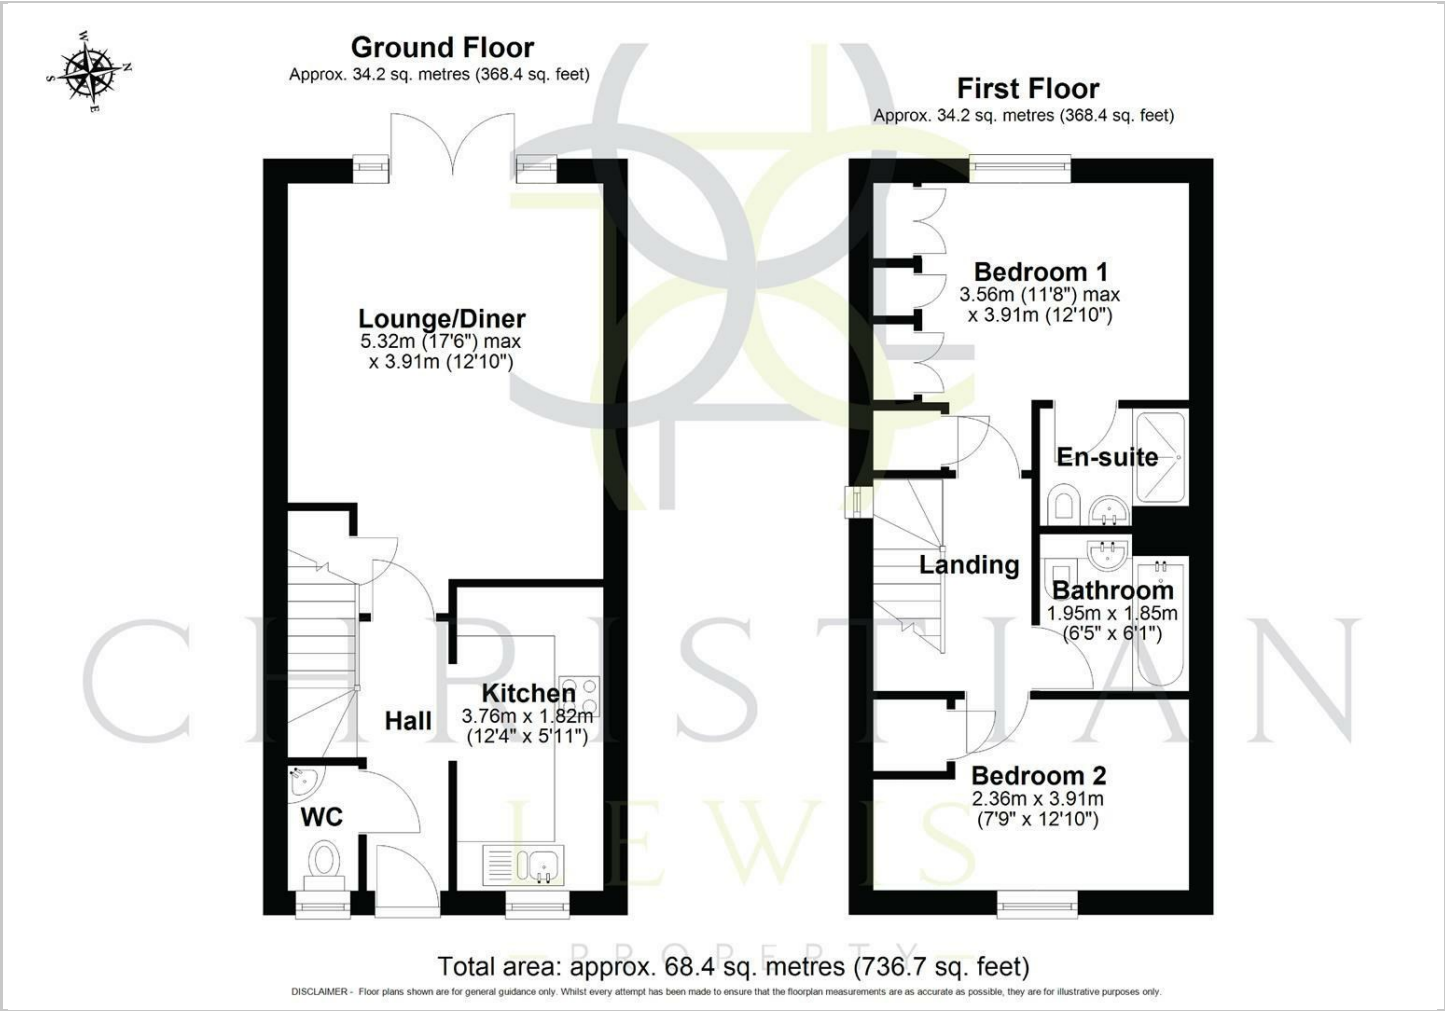 W
N
S
E
Ground Floor
Approx. 34.2 sq. metres (368.4 sq. feet)
Lounge/Diner
5.32m (17'6") max
x 3.91m (12'10")
Kitchen
3.76m x 1.82m
(12'4" x 5'11")
Hall
WC
First Floor
Approx. 34.2 sq. metres (368.4 sq. feet)
Bedroom 1
3.56m (11'8") max
x 3.91m (12'10")
En-suite
Landing
Bathroom
1.95m x 1.85m
(6'5" x 6'1")
Bedroom 2
2.36m x 3.91m
(7'9" x 12'10")
CHRISTIAN
LEWIS
PROPERTY
Total area: approx. 68.4 sq. metres (736.7 sq. feet)
DISCLAIMER - Floor plans shown are for general guidance only. Whilst every attempt has been made to ensure that the floorplan measurements are as accurate as possible, they are for illustrative purposes only.